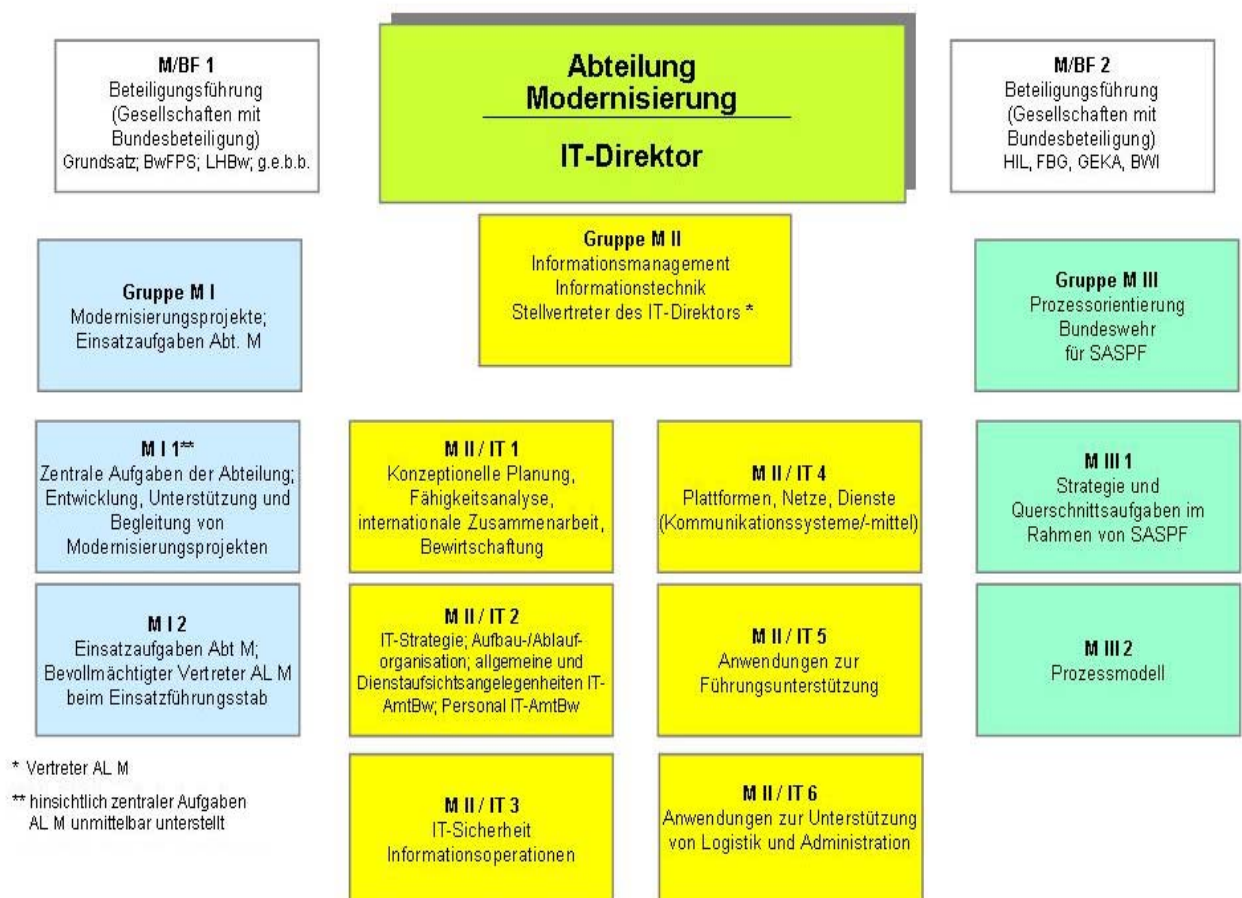 M/BF 1
Beteiligungsführung
(Gesellschaften mit
Bundesbeteiligung)
Grundsatz; BwFPS; LHBw; g.e.b.b.
Abteilung
Modernisierung
IT-Direktor
M/BF 2
Beteiligungsführung
(Gesellschaften mit
Bundesbeteiligung)
HIL, FBG, GEKA, BWI
Gruppe M I
Modernisierungsprojekte;
Einsatzaufgaben Abt. M
Gruppe M II
Informationsmanagement
Informationstechnik
Stellvertreter des IT-Direktors *
Gruppe M III
Prozessorientierung
Bundeswehr
für SASPF
M I 1**
Zentrale Aufgaben der Abteilung;
Entwicklung, Unterstützung und
Begleitung von
Modernisierungsprojekten
M II / IT 1
Konzeptionelle Planung,
Fähigkeitsanalyse,
internationale Zusammenarbeit,
Bewirtschaftung
M II / IT 4
Plattformen, Netze, Dienste
(Kommunikationssysteme/-mittel)
M III 1
Strategie und
Querschnittsaufgaben im
Rahmen von SASPF
M I 2
Einsatzaufgaben Abt M;
Bevollmächtigter Vertreter AL M
beim Einsatzführungsstab
M II / IT 2
IT-Strategie; Aufbau-/Ablauf-
organisation; allgemeine und
Dienstaufsichtsangelegenheiten IT-
AmtBw; Personal IT-AmtBw
M II / IT 5
Anwendungen zur
Führungsunterstützung
M III 2
Prozessmodell
* Vertreter AL M
** hinsichtlich zentraler Aufgaben
AL M unmittelbar unterstellt
M II / IT 3
IT-Sicherheit
Informationsoperationen
M II / IT 6
Anwendungen zur Unterstützung
von Logistik und Administration